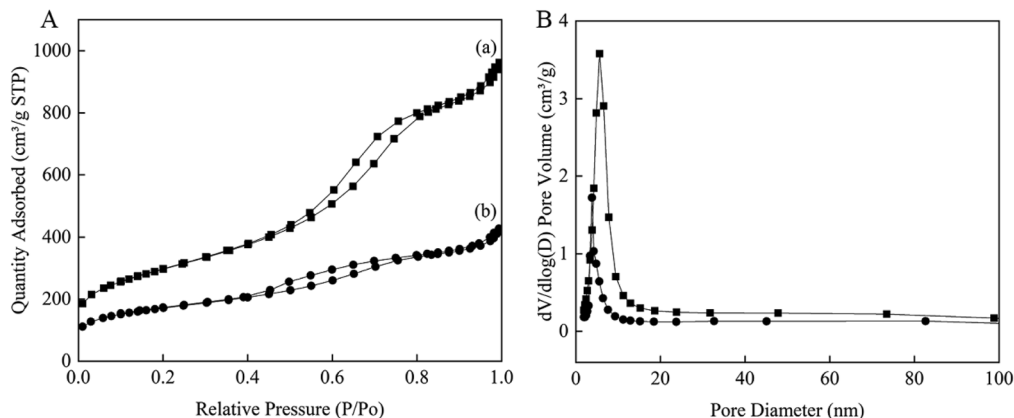 A
(a)
(b)
1000
800
600
400
200
0
0.0 0.2 0.4 0.6 0.8 1.0
Quantity Adsorbed (cm³/g STP)
Relative Pressure (P/Po)
B
4
3
2
1
0
0 20 40 60 80 100
dV/dlog(D) Pore Volume (cm³/g)
Pore Diameter (nm)